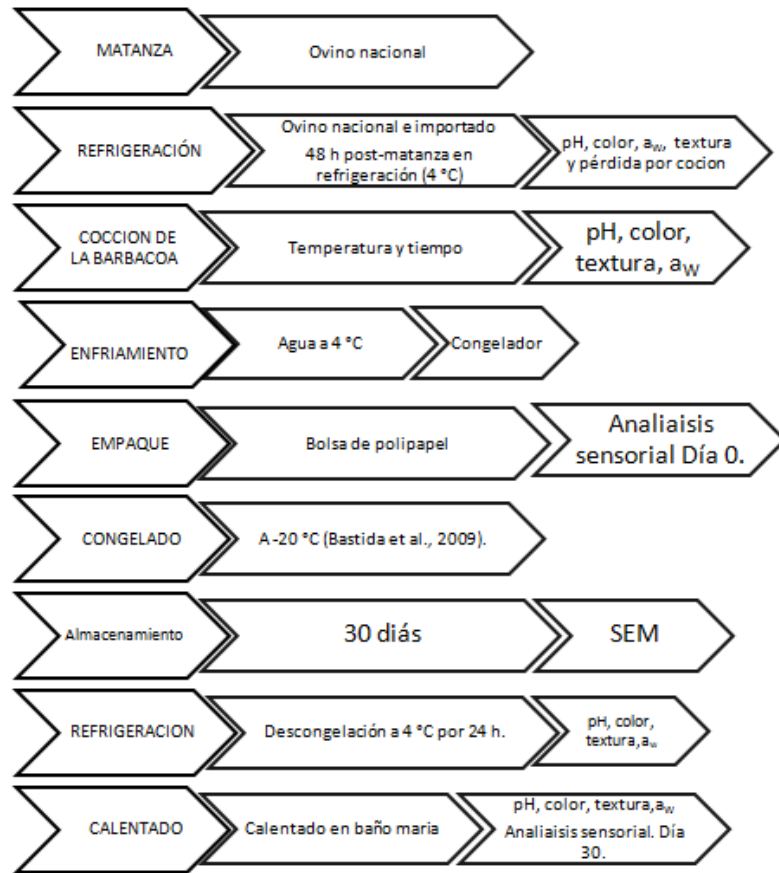 MATANZA
Ovino nacional
REFRIGERACIÓN
Ovino nacional e importado
48 h post-matanza en
refrigeración (4 °C)
pH, color, aw, textura
y pérdida por cocion
COCCION DE
LA BARBACOA
Temperatura y tiempo
pH, color,
textura, aw
ENFRIAMIENTO
Agua a 4 °C
Congelador
EMPAQUE
Bolsa de polipapel
Analiaisis
sensorial Día 0.
CONGELADO
A -20 °C (Bastida et al., 2009).
Almacenamiento
30 diás
SEM
REFRIGERACION
Descongelación a 4 °C por 24 h.
pH, color,
textura,aw
CALENTADO
Calentado en baño maria
pH, color, textura,aw
Analiaisis sensorial. Día
30.